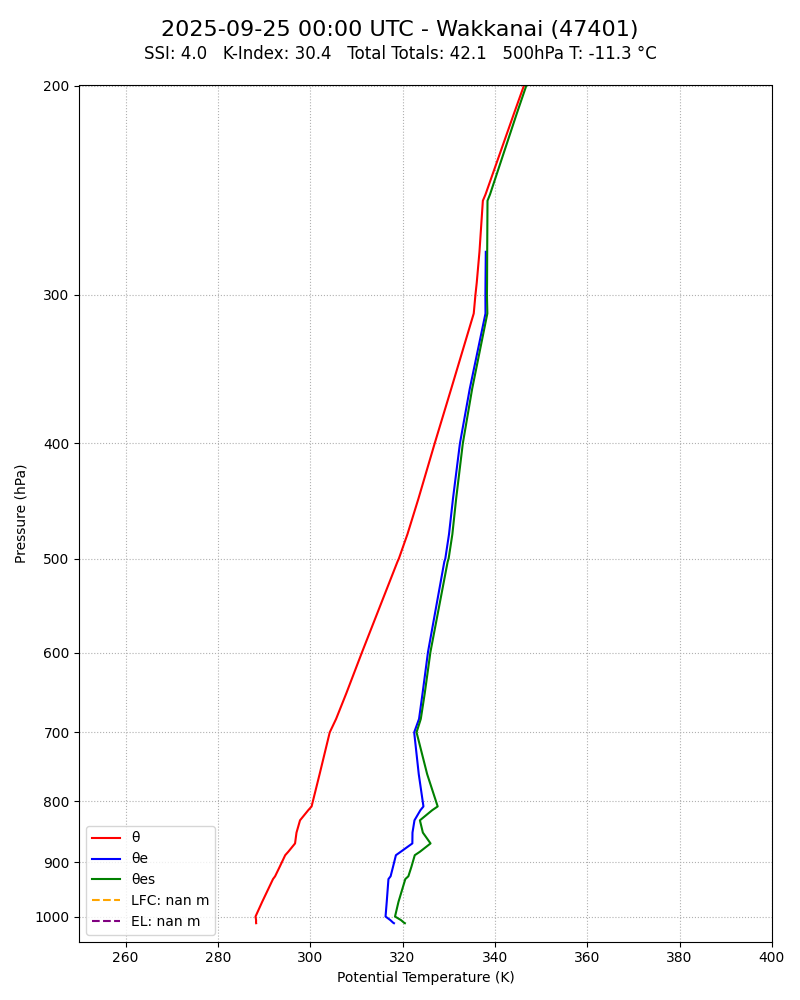 2025-09-25 00:00 UTC - Wakkanai (47401)
SSI: 4.0   K-Index: 30.4   Total Totals: 42.1   500hPa T: -11.3 °C
200
300
400
500
600
700
800
900
1000
Pressure (hPa)
θ
θe
θes
LFC: nan m
EL: nan m
260 280 300 320 340 360 380 400
Potential Temperature (K)